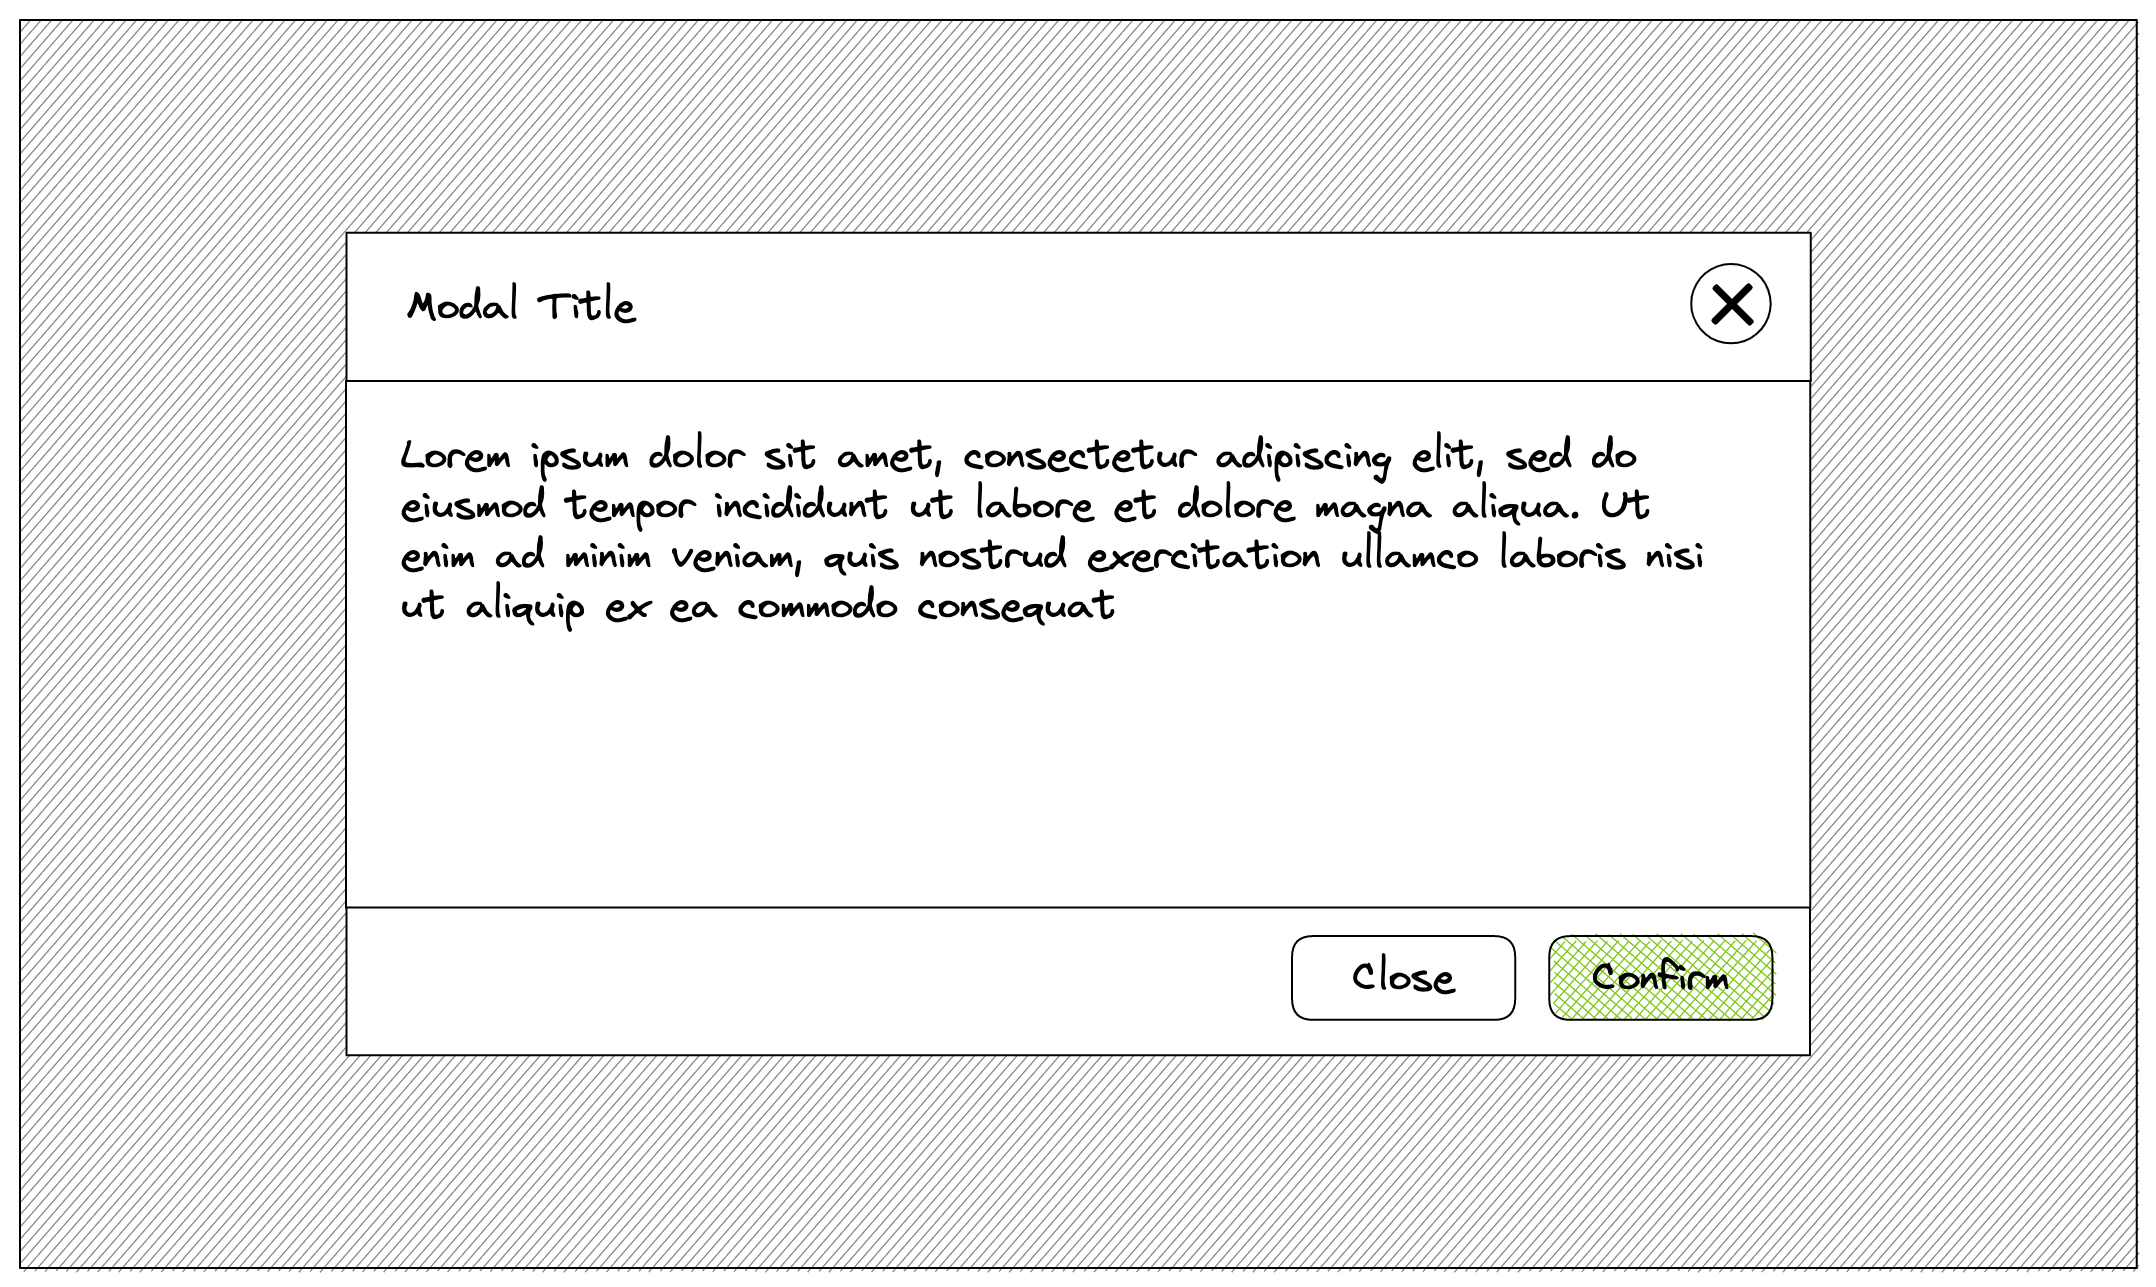 Modal Title
Lorem ipsum dolor sit amet, consectetur adipiscing elit, sed do
eiusmod tempor incididunt ut labore et dolore magna aliqua. Ut
enim ad minim veniam, quis nostrud exercitation ullamco laboris nisi
ut aliquip ex ea commodo consequat
Close
Confirm